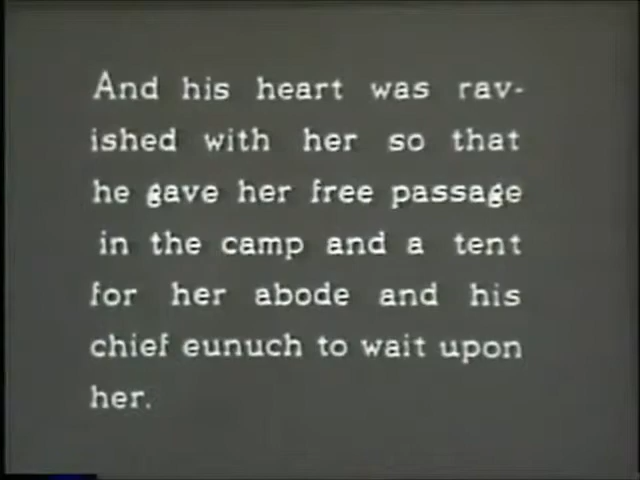 And his heart was rav-
ished with her so that
he gave her free passage
in the camp and a tent
for her abode and his
chief eunuch to wait upon
her.